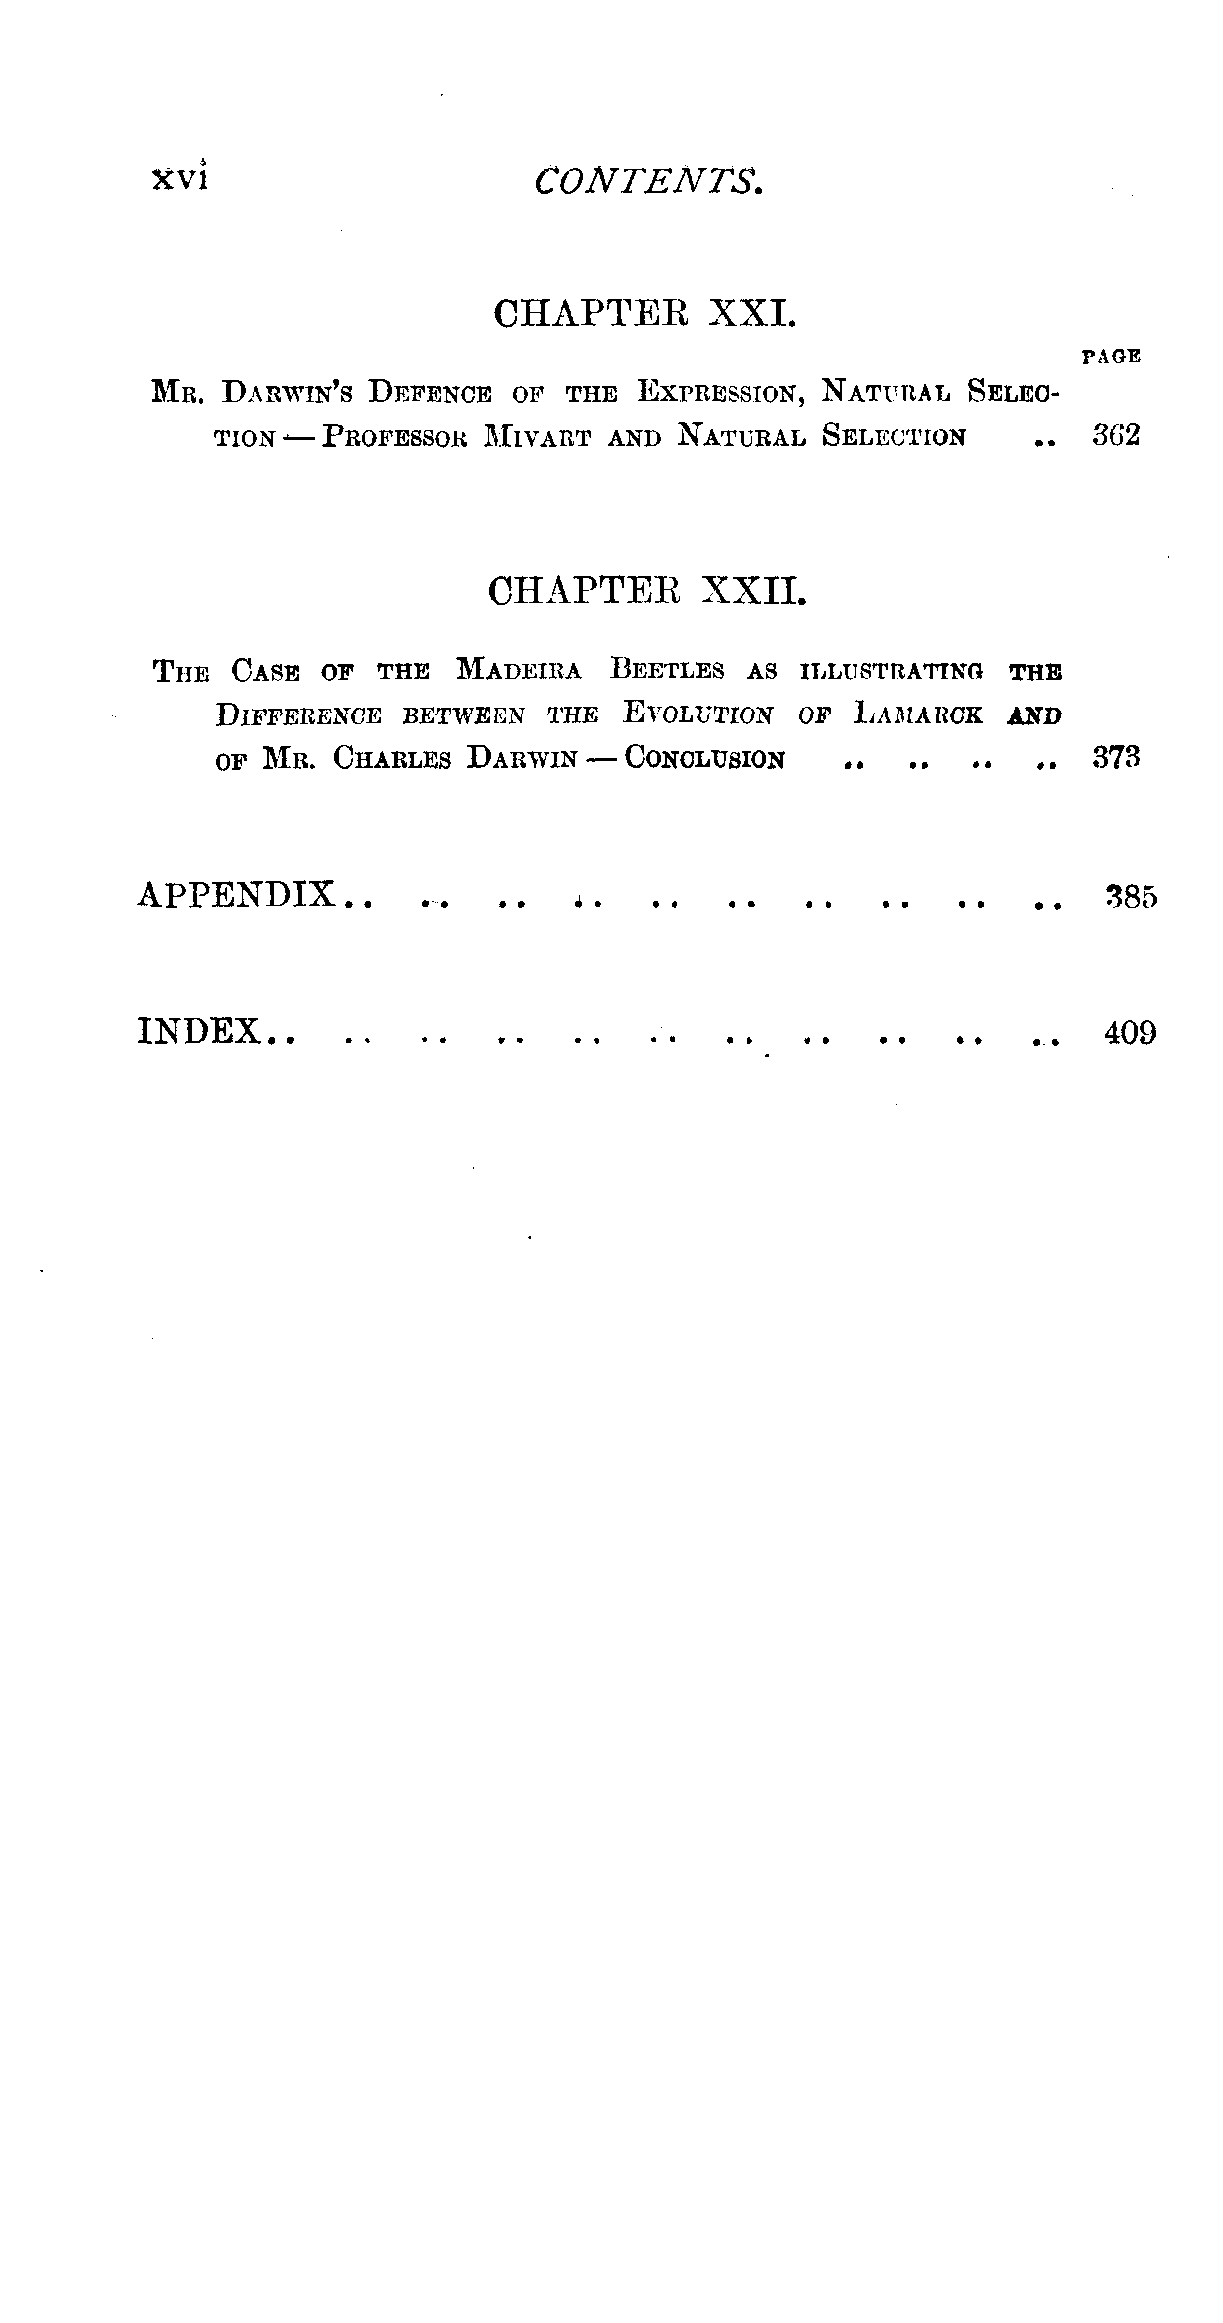 xvi CONTENTS.
CHAPTER XXI.
PAGE
Mr. Darwin's Defence of the Expression, Natural Selec-
tion — Professor Mivart and Natural Selection .. 362
CHAPTER XXII.
The Case of the Madeira Beetles as illustrating the
Difference between the Evolution of Lamarck and
of Mr. Charles Darwin — Conclusion .. .. .. .. 373
APPENDIX .. .. .. .. .. .. .. .. .. .. 385
INDEX .. .. .. .. .. .. .. .. .. .. .. 409